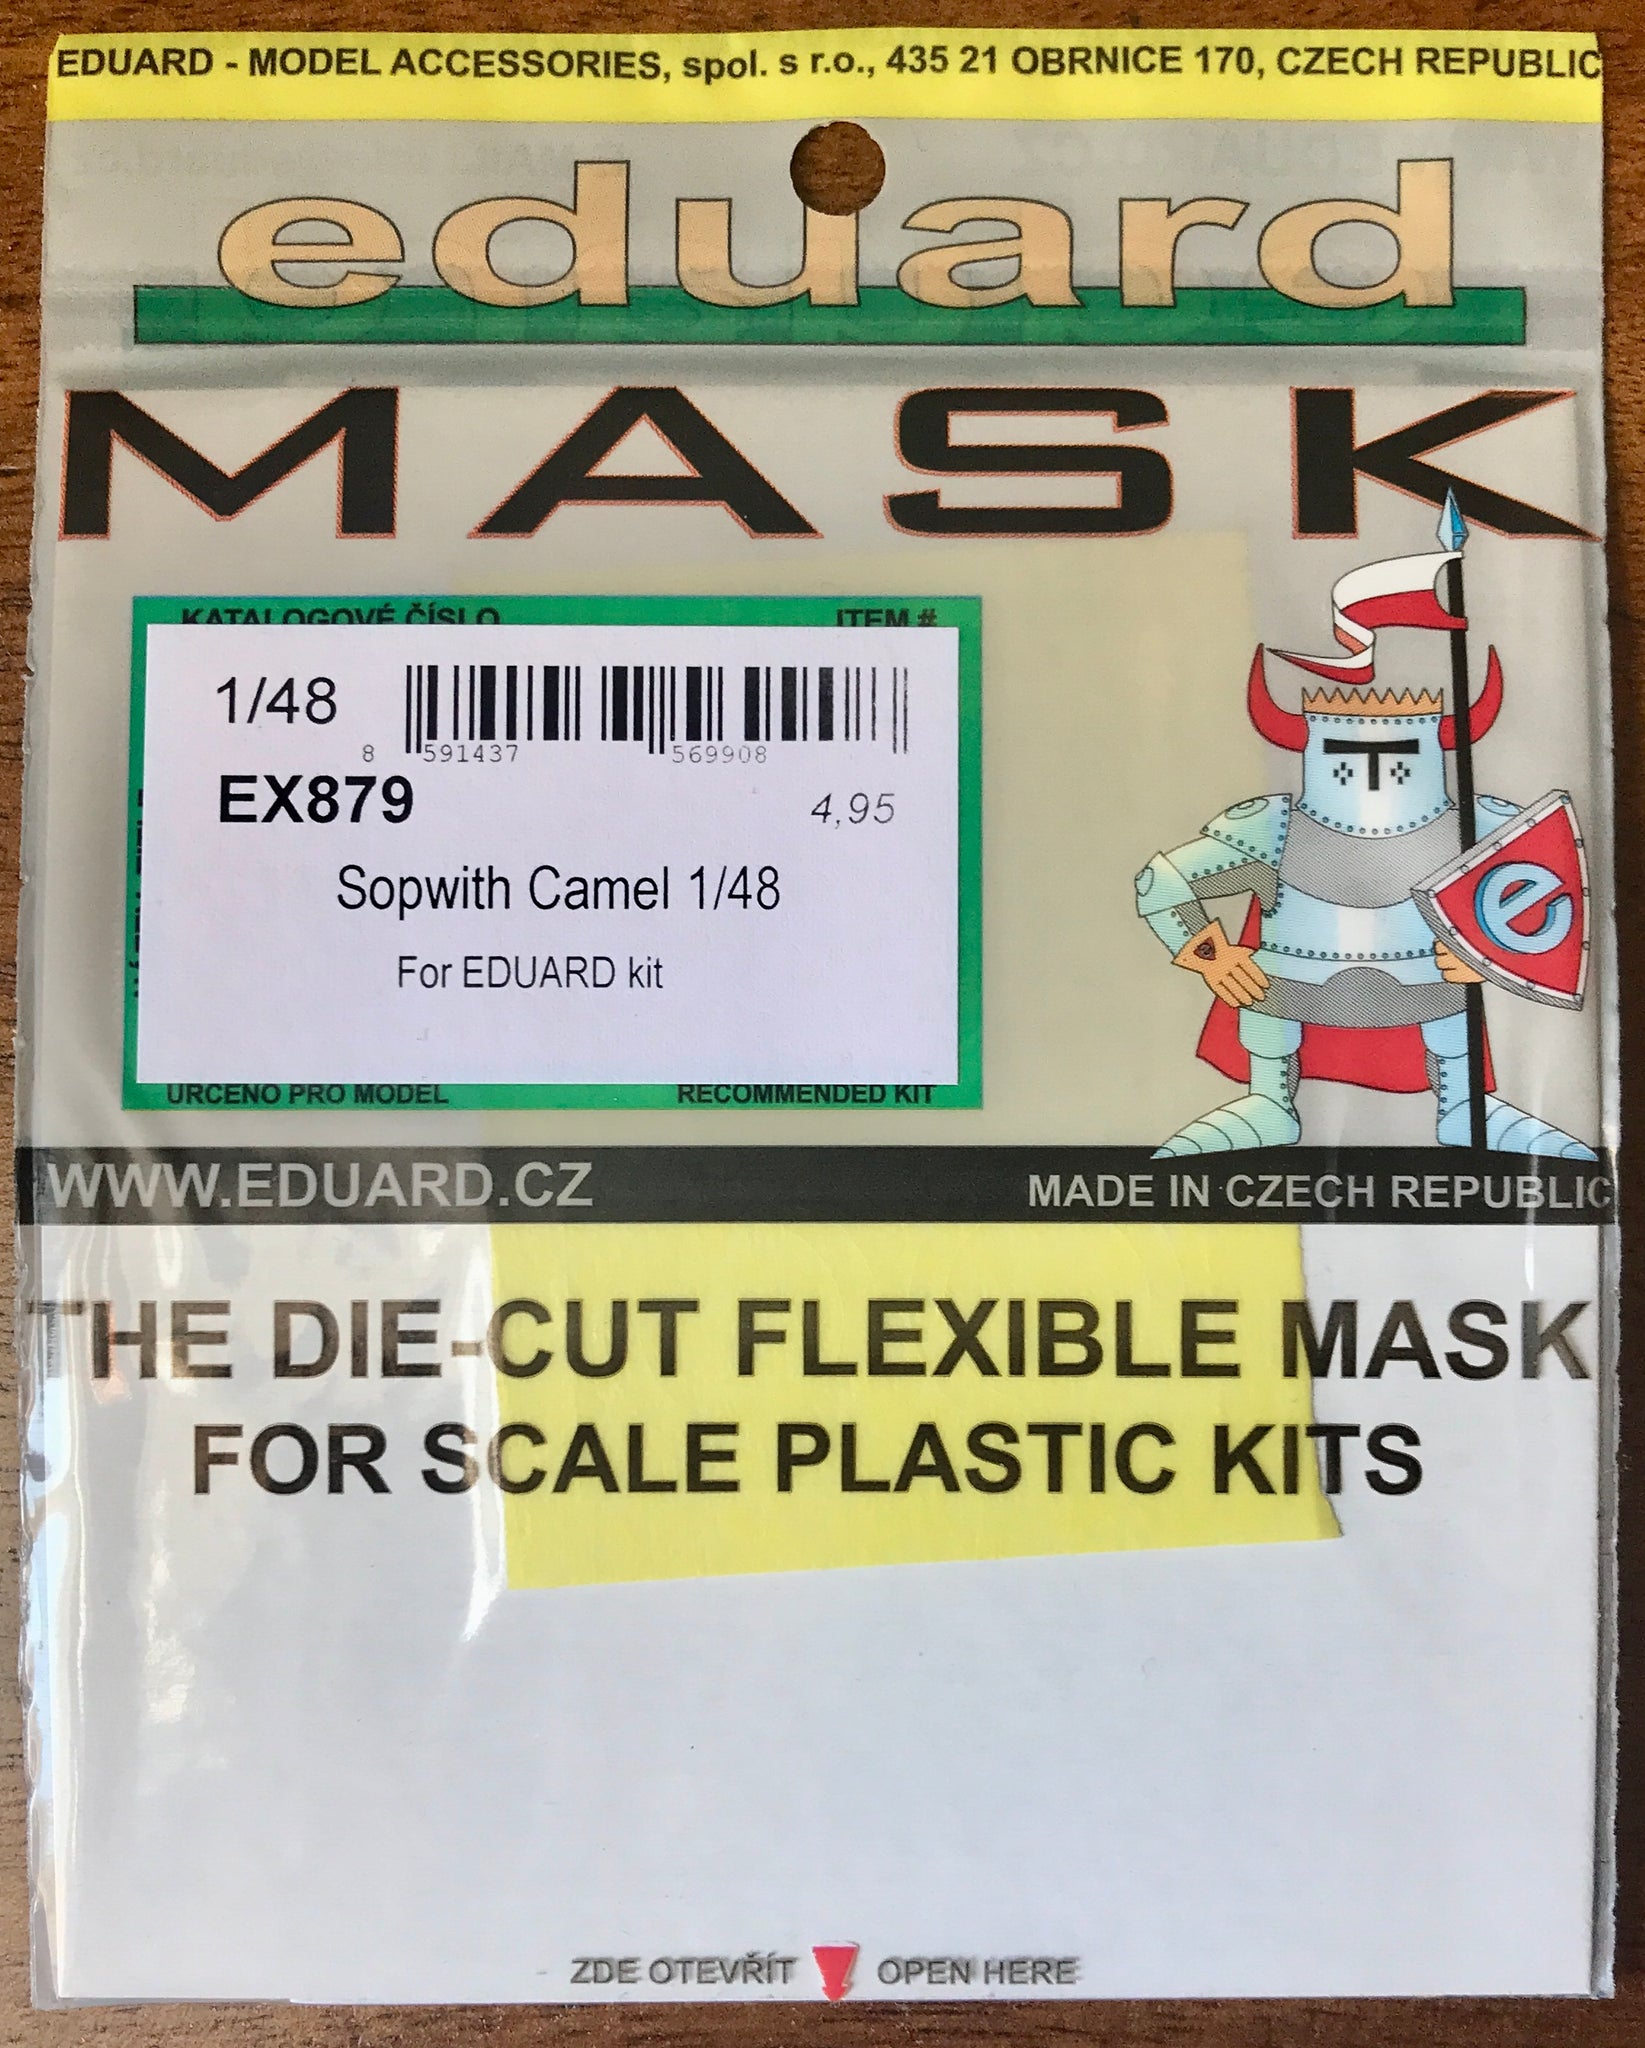 EDUARD - MODEL ACCESSORIES, spol. s r.o., 435 21 OBRNICE 170, CZECH REPUBLIC
eduard
MASK
KATALOGOVÉ ČÍSLO ITEM #
1/48
8 591437 569908
EX879 4,95
Sopwith Camel 1/48
For EDUARD kit
URČENO PRO MODEL RECOMMENDED KIT
e
WWW.EDUARD.CZ MADE IN CZECH REPUBLIC
THE DIE-CUT FLEXIBLE MASK
FOR SCALE PLASTIC KITS
ZDE OTEVŘÍT OPEN HERE